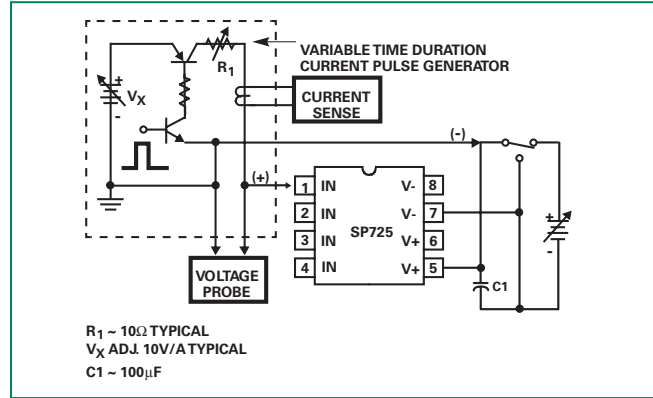 VARIABLE TIME DURATION
CURRENT PULSE GENERATOR
R1
+
VX
-
CURRENT
SENSE
(-)
(+)
1 IN V- 8
2 IN V- 7
3 IN V+ 6
4 IN V+ 5
SP725
+
-
C1
VOLTAGE
PROBE
R1 ~ 10Ω TYPICAL
VX ADJ. 10V/A TYPICAL
C1 ~ 100μF